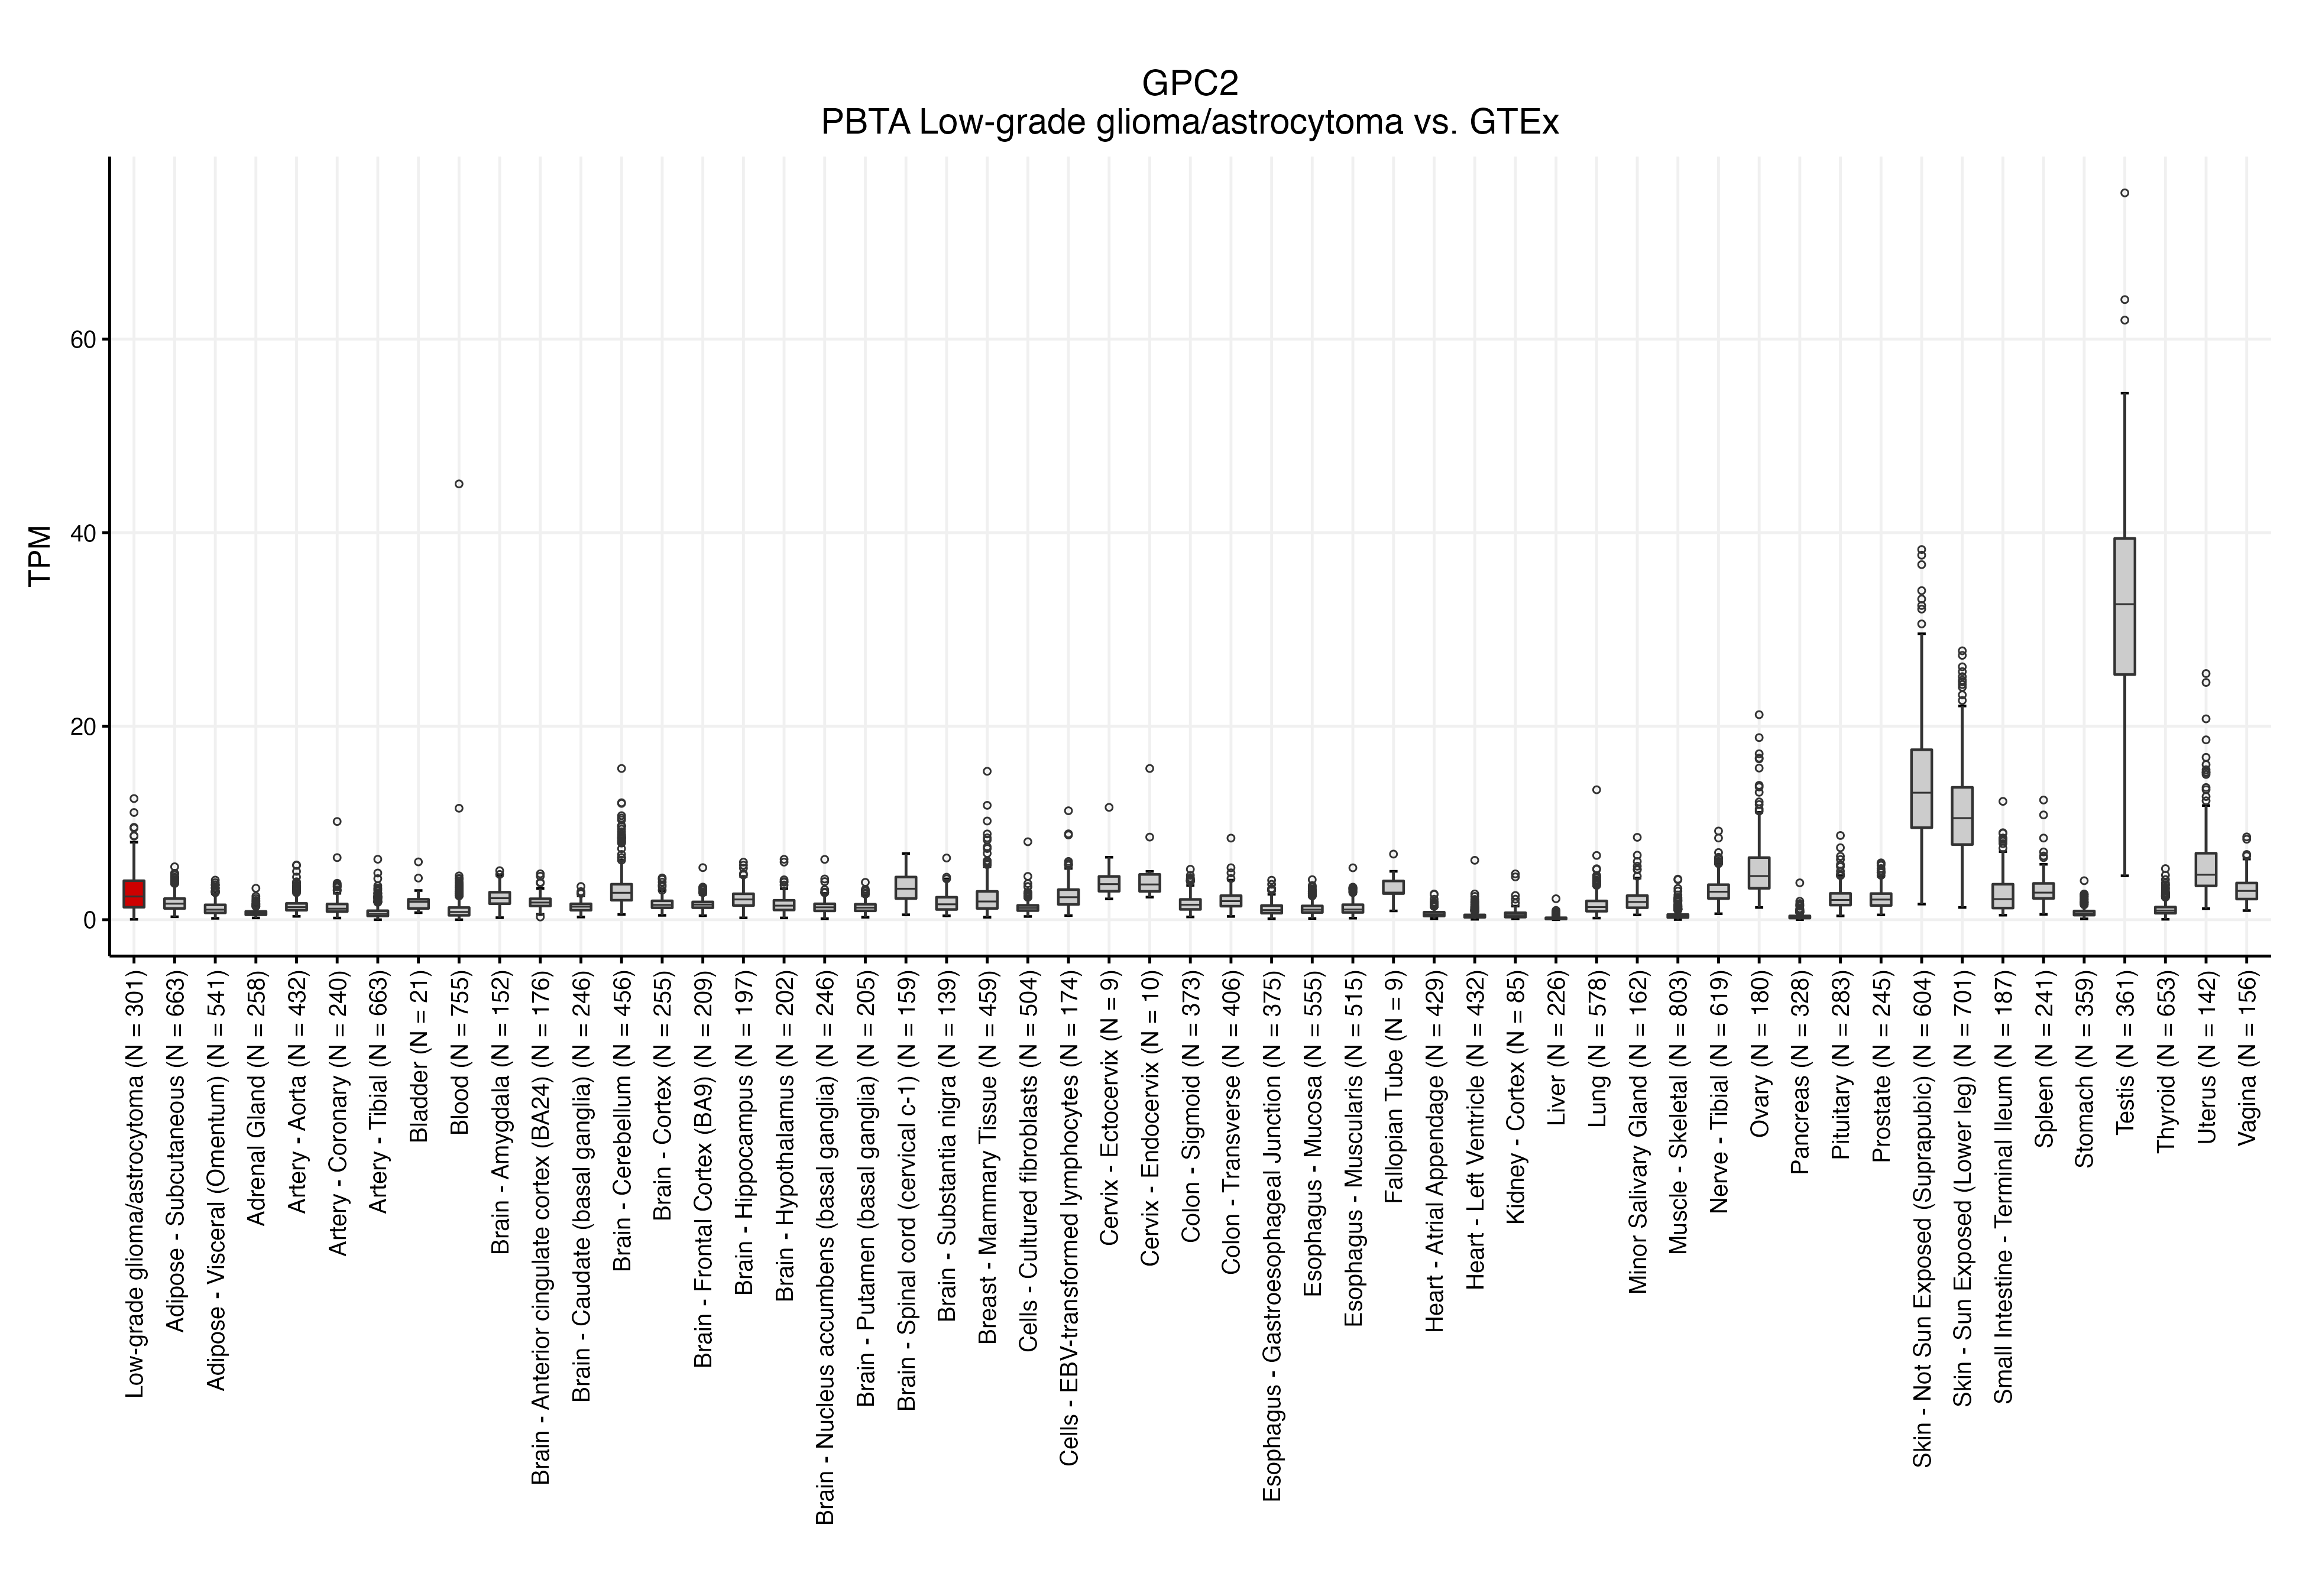 GPC2
PBTA Low-grade glioma/astrocytoma vs. GTEx
TPM
60
40
20
0
Low-grade glioma/astrocytoma (N = 301)
Adipose - Subcutaneous (N = 663)
Adipose - Visceral (Omentum) (N = 541)
Adrenal Gland (N = 258)
Artery - Aorta (N = 432)
Artery - Coronary (N = 240)
Artery - Tibial (N = 663)
Bladder (N = 21)
Blood (N = 755)
Brain - Amygdala (N = 152)
Brain - Anterior cingulate cortex (BA24) (N = 176)
Brain - Caudate (basal ganglia) (N = 246)
Brain - Cerebellum (N = 456)
Brain - Cortex (N = 255)
Brain - Frontal Cortex (BA9) (N = 209)
Brain - Hippocampus (N = 197)
Brain - Hypothalamus (N = 202)
Brain - Nucleus accumbens (basal ganglia) (N = 246)
Brain - Putamen (basal ganglia) (N = 205)
Brain - Spinal cord (cervical c-1) (N = 159)
Brain - Substantia nigra (N = 139)
Breast - Mammary Tissue (N = 459)
Cells - Cultured fibroblasts (N = 504)
Cells - EBV-transformed lymphocytes (N = 174)
Cervix - Ectocervix (N = 9)
Cervix - Endocervix (N = 10)
Colon - Sigmoid (N = 373)
Colon - Transverse (N = 406)
Esophagus - Gastroesophageal Junction (N = 375)
Esophagus - Mucosa (N = 555)
Esophagus - Muscularis (N = 515)
Fallopian Tube (N = 9)
Heart - Atrial Appendage (N = 429)
Heart - Left Ventricle (N = 432)
Kidney - Cortex (N = 85)
Liver (N = 226)
Lung (N = 578)
Minor Salivary Gland (N = 162)
Muscle - Skeletal (N = 803)
Nerve - Tibial (N = 619)
Ovary (N = 180)
Pancreas (N = 328)
Pituitary (N = 283)
Prostate (N = 245)
Skin - Not Sun Exposed (Suprapubic) (N = 604)
Skin - Sun Exposed (Lower leg) (N = 701)
Small Intestine - Terminal Ileum (N = 187)
Spleen (N = 241)
Stomach (N = 359)
Testis (N = 361)
Thyroid (N = 653)
Uterus (N = 142)
Vagina (N = 156)